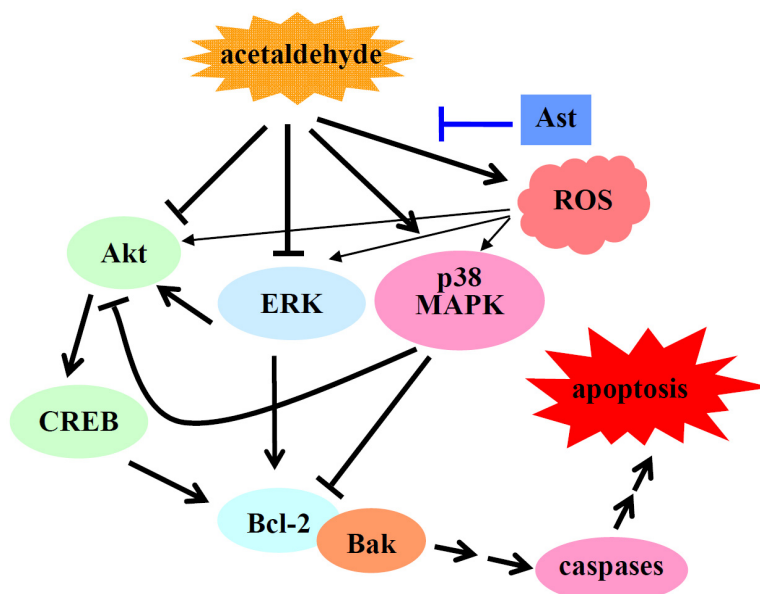 acetaldehyde
Ast
ROS
Akt
ERK
p38
MAPK
apoptosis
CREB
Bcl-2
Bak
caspases